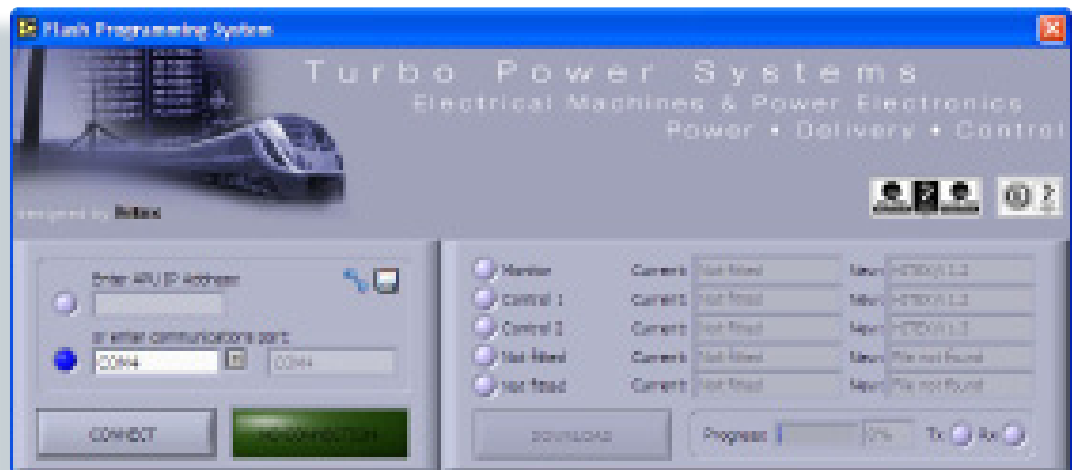 Flash Programming System
Turbo Power Systems
Electrical Machines & Power Electronics
Power • Delivery • Control
designed by
Enter APU IP Address
or enter communications port
COM4
COM4
CONNECT
NO CONNECTION
Monitor Current: Not fitted New:
Control 1 Current: Not fitted New:
Control 2 Current: Not fitted New:
Not fitted Current: Not fitted New: File not found
Not fitted Current: Not fitted New: File not found
DOWNLOAD
Progress: 0% Tx Rx